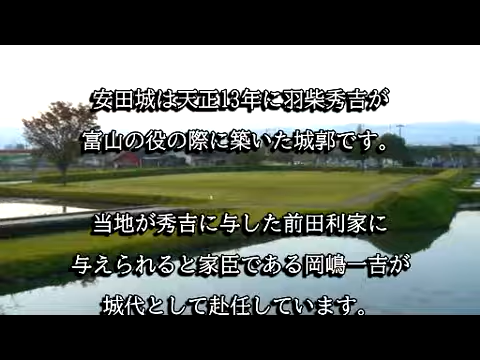 安田城は天正13年に羽柴秀吉が
富山の役の際に築いた城郭です。
当地が秀吉に与した前田利家に
与えられると家臣である岡嶋一吉が
城代として赴任しています。